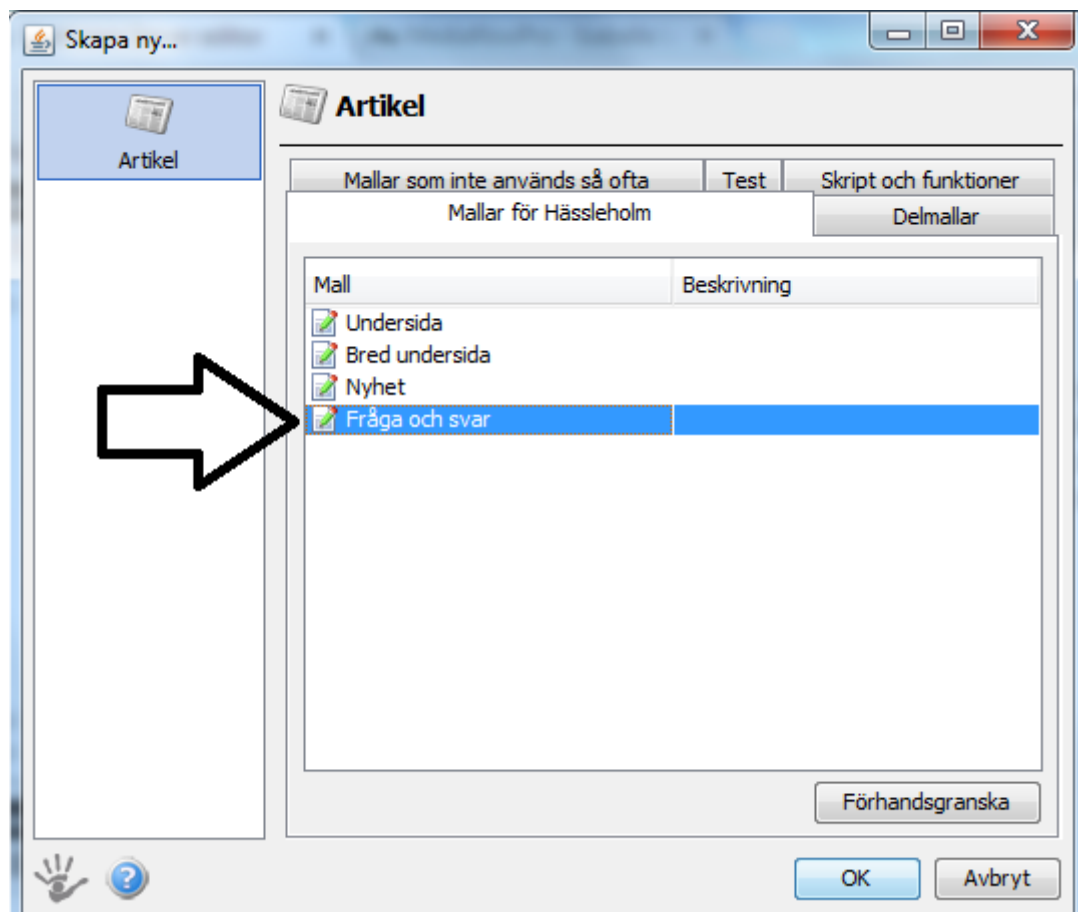 Skapa ny...
Artikel
Artikel
Mallar som inte används så ofta Test Skript och funktioner
Mallar för Hässleholm Delmallar
Mall Beskrivning
Undersida
Bred undersida
Nyhet
Fråga och svar
Förhandsgranska
OK Avbryt